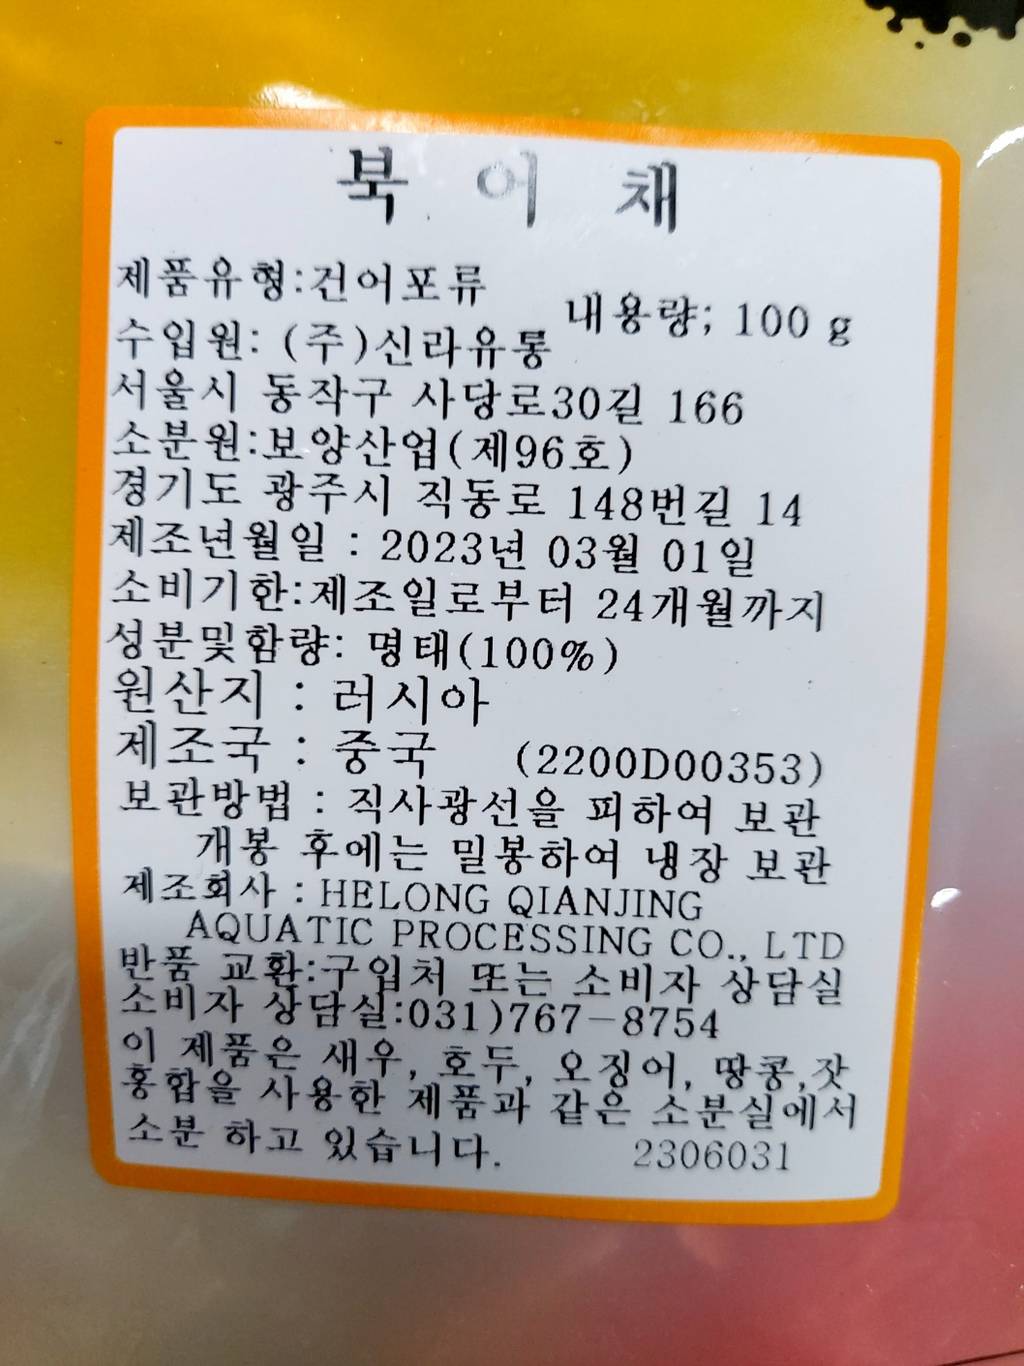 북 어 채
제품유형:건어포류
내용량; 100 g
수입원: (주)신라유통
서울시 동작구 사당로30길 166
소분원:보양산업(제96호)
경기도 광주시 직동로 148번길 14
제조년월일 : 2023년 03월 01일
소비기한:제조일로부터 24개월까지
성분및함량: 명태(100%)
원산지 : 러시아
제조국 : 중국 (2200D00353)
보관방법 : 직사광선을 피하여 보관
개봉 후에는 밀봉하여 냉장 보관
제조회사 : HELONG QIANJING
AQUATIC PROCESSING CO., LTD
반품 교환:구입처 또는 소비자 상담실
소비자 상담실:031)767-8754
이 제품은 새우, 호두, 오징어, 땅콩,잣
홍합을 사용한 제품과 같은 소분실에서
소분 하고 있습니다. 2306031